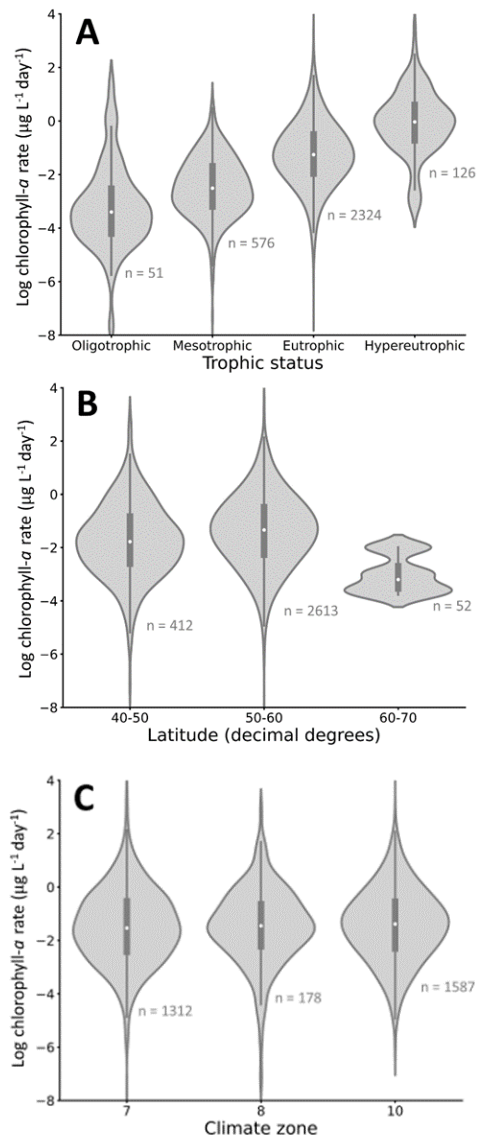 A
Log chlorophyll-a rate (µg L-1 day-1)
4
2
0
−2
−4
−6
−8
n = 51
n = 576
n = 2324
n = 126
Oligotrophic Mesotrophic Eutrophic Hypereutrophic
Trophic status
B
Log chlorophyll-a rate (µg L-1 day-1)
4
2
0
−2
−4
−6
−8
n = 412
n = 2613
n = 52
40-50 50-60 60-70
Latitude (decimal degrees)
C
Log chlorophyll-a rate (µg L-1 day-1)
4
2
0
−2
−4
−6
−8
n = 1312
n = 178
n = 1587
7 8 10
Climate zone